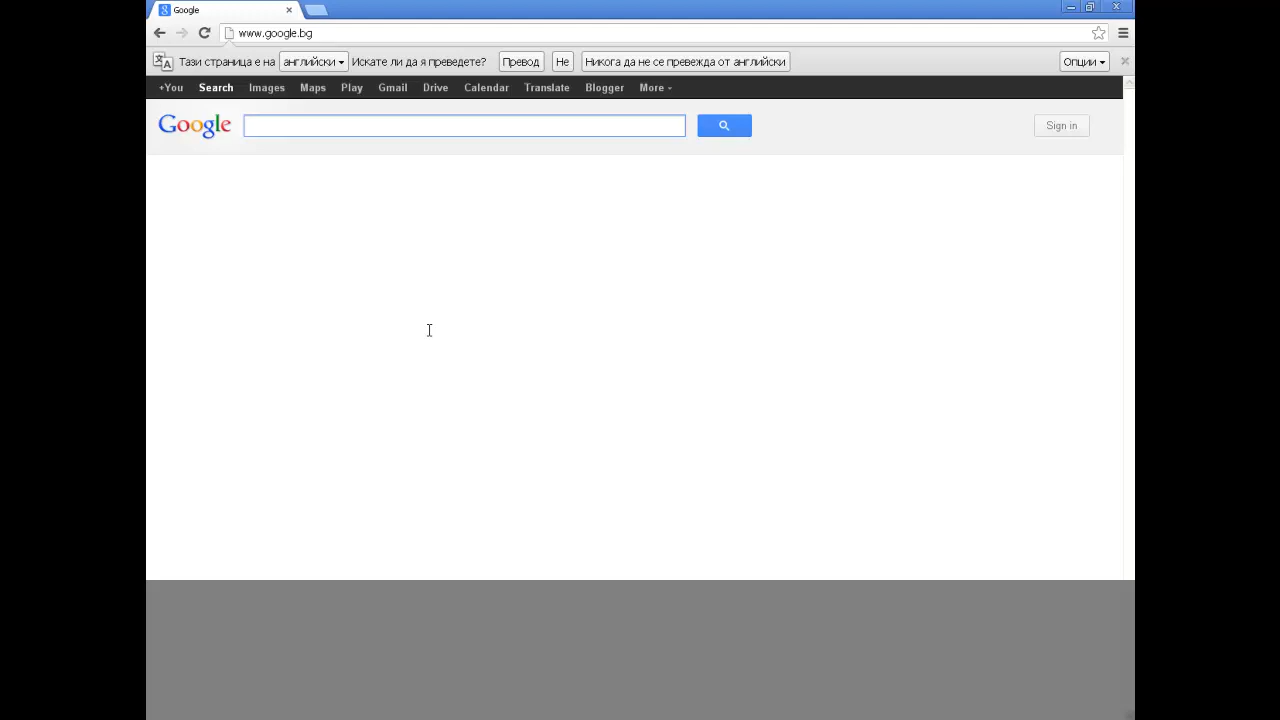 Google
www.google.bg
Тази страница е на английски Искате ли да я преведете? Превод Не Никога да не се превежда от английски Опции
+You Search Images Maps Play Gmail Drive Calendar Translate Blogger More
Google Sign in